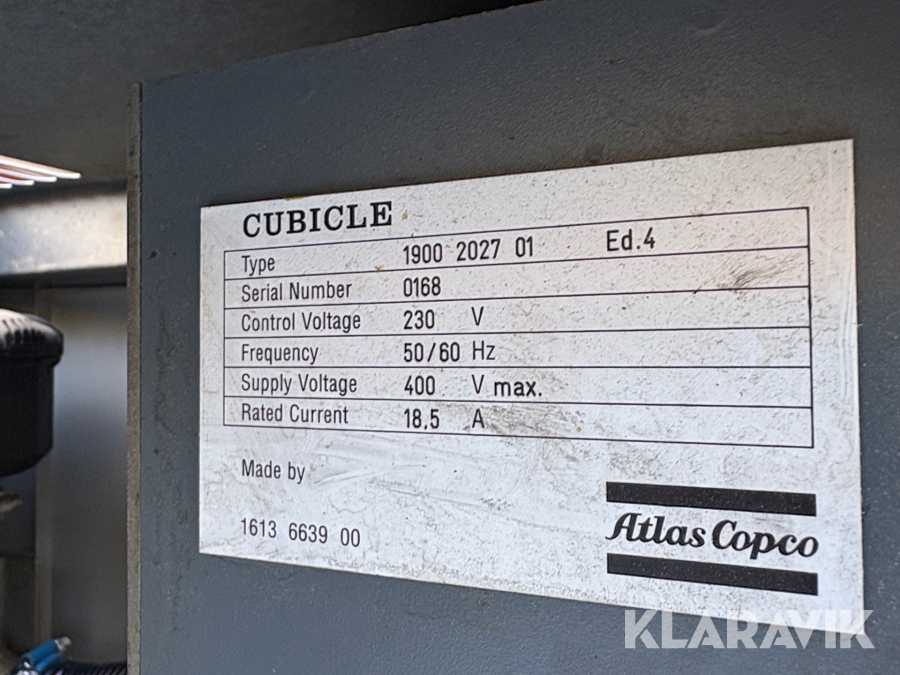 CUBICLE
Type 1900 2027 01 Ed.4
Serial Number 0168
Control Voltage 230 V
Frequency 50/60 Hz
Supply Voltage 400 V max.
Rated Current 18,5 A
Made by
1613 6639 00
Atlas Copco
KLARAVIK